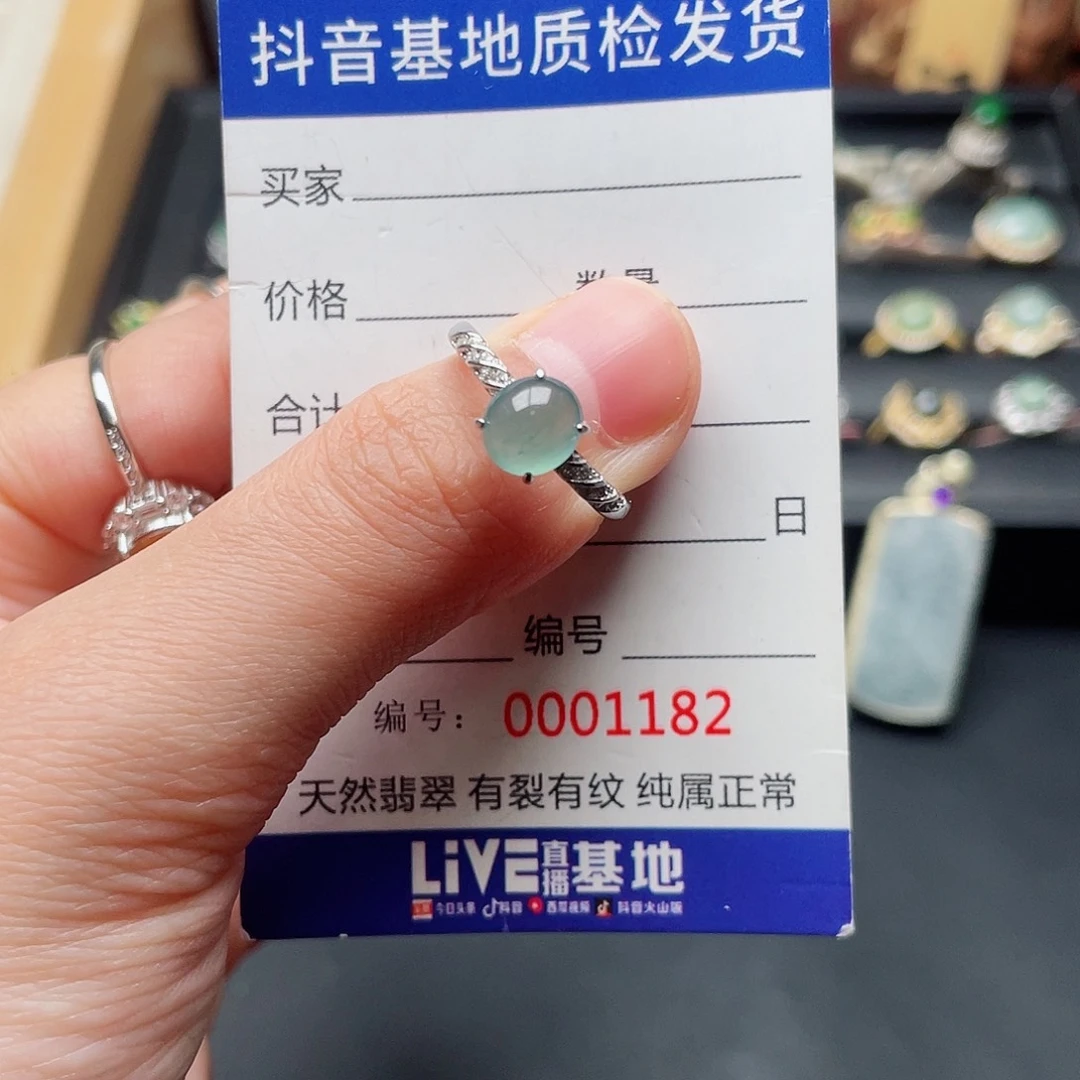 抖音基地质检发货
买家
价格 数量
合计
日
编号
编号： 0001182
天然翡翠 有裂有纹 纯属正常
LiVE直播基地
今日头条 抖音 西瓜视频 抖音火山版